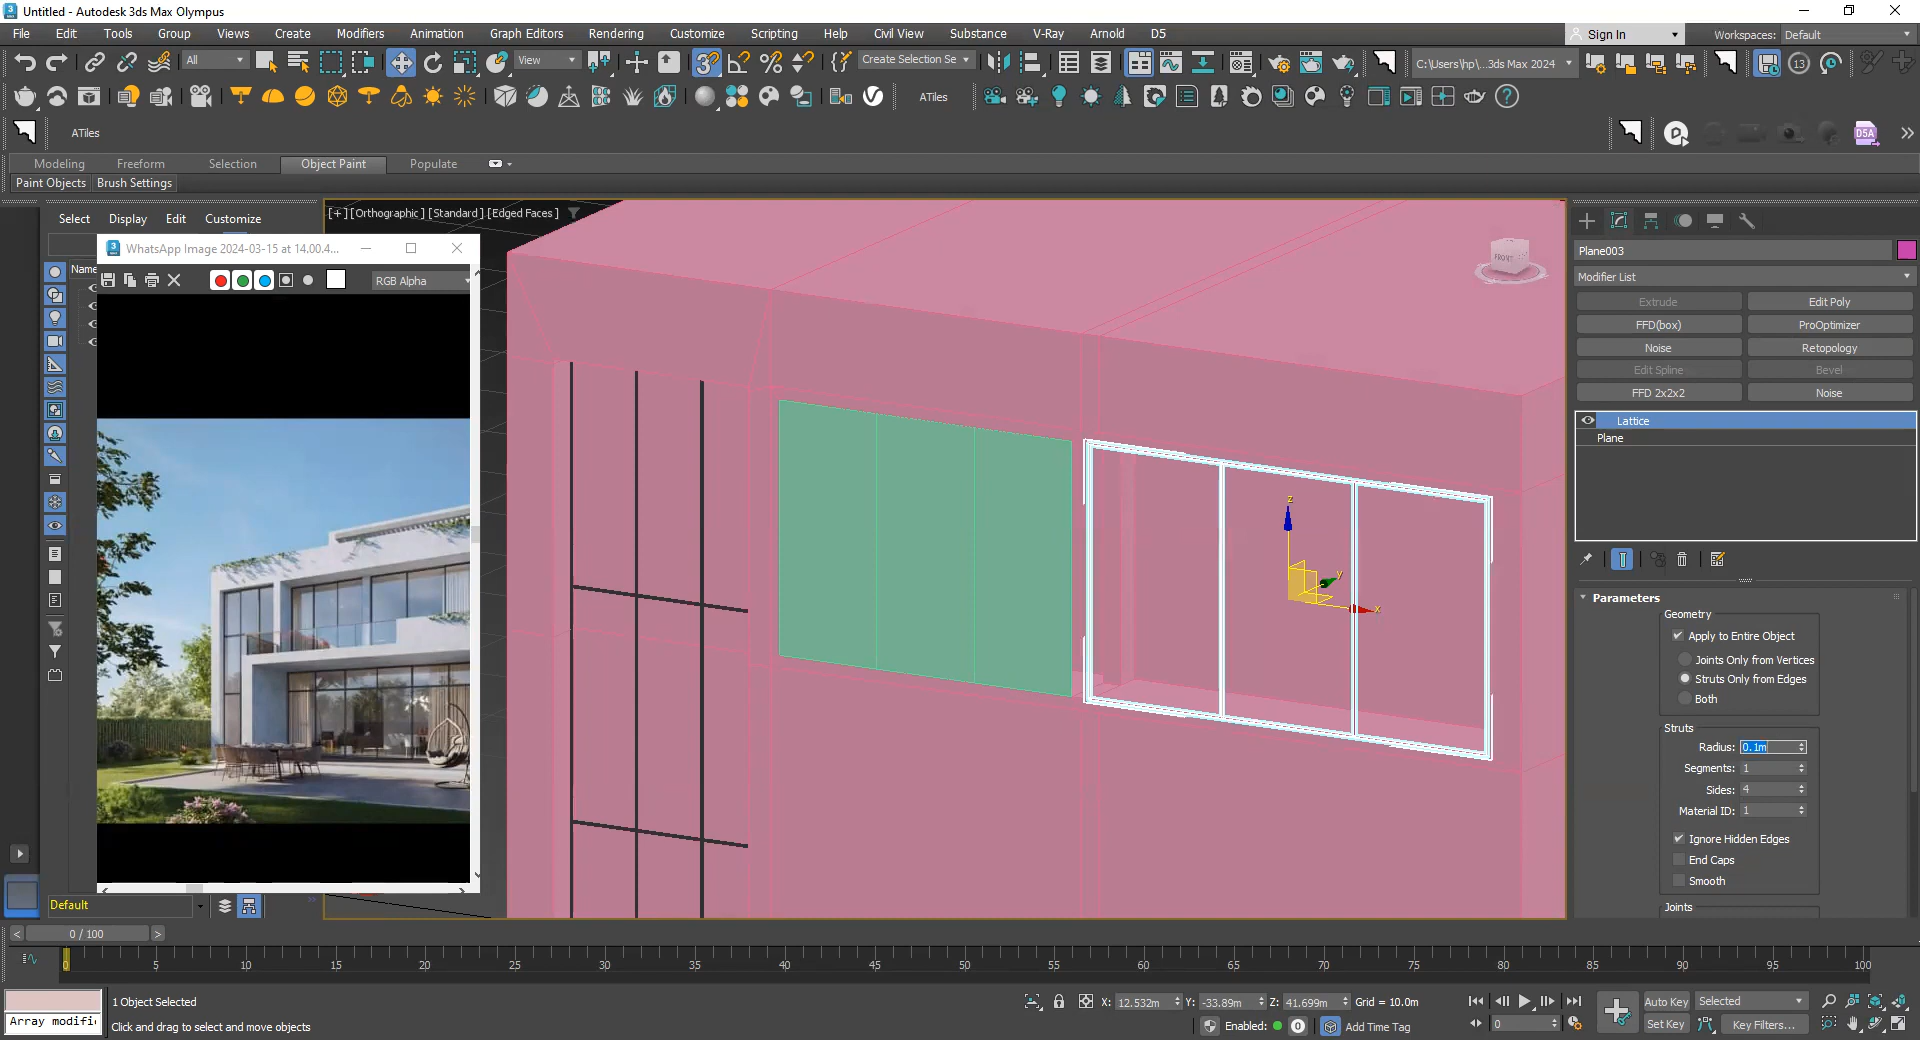 Untitled - Autodesk 3ds Max Olympus
File Edit Tools Group Views Create Modifiers Animation Graph Editors Rendering Customize Scripting Help Civil View Substance V-Ray Arnold D5
Sign In
Workspaces: Default
All
View
Create Selection Se
C:\Users\hp\...3ds Max 2024
13
ATiles
ATiles
D5A
Modeling Freeform Selection Object Paint Populate
Paint Objects Brush Settings
Select Display Edit Customize
[+] [Orthographic] [Standard] [Edged Faces]
WhatsApp Image 2024-03-15 at 14.00.4...
Name
RGB Alpha
FRONT
z
y
x
Plane003
Modifier List
Extrude Edit Poly
FFD(box) ProOptimizer
Noise Retopology
Edit Spline Bevel
FFD 2x2x2 Noise
Lattice
Plane
Parameters
Geometry
Apply to Entire Object
Joints Only from Vertices
Struts Only from Edges
Both
Struts
Radius: 0.1m
Segments: 1
Sides: 4
Material ID: 1
Ignore Hidden Edges
End Caps
Smooth
Joints
Default
0 / 100
0 5 10 15 20 25 30 35 40 45 50 55 60 65 70 75 80 85 90 95 100
1 Object Selected
X: 12.532m Y: -33.89m Z: 41.699m Grid = 10.0m
Auto Key Selected
Array modifi
Click and drag to select and move objects
Enabled: 0
Add Time Tag
0
Set Key Key Filters...